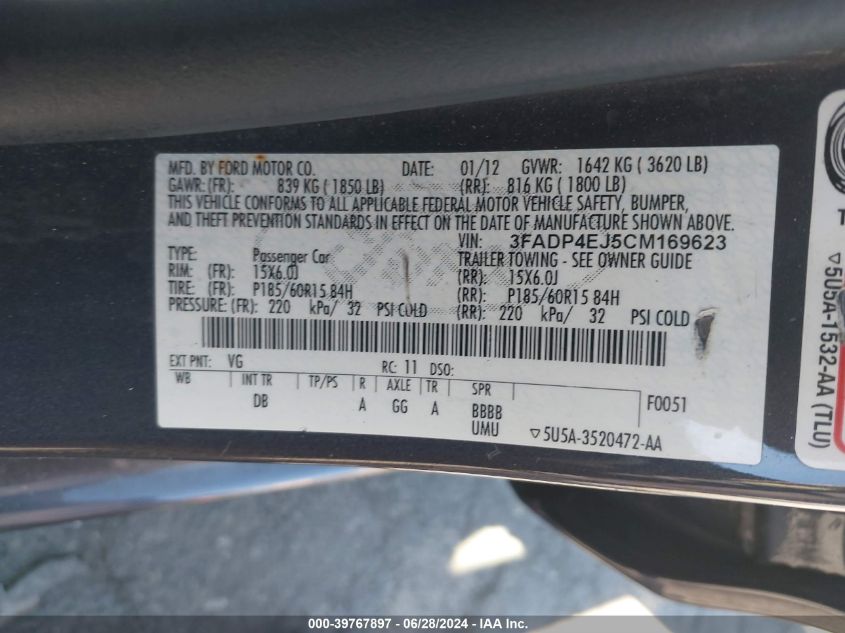 MFD. BY FORD MOTOR CO. DATE: 01/12 GVWR: 1642 KG ( 3620 LB)
GAWR: (FR): 839 KG ( 1850 LB) (RR): 816 KG ( 1800 LB)
THIS VEHICLE CONFORMS TO ALL APPLICABLE FEDERAL MOTOR VEHICLE SAFETY, BUMPER,
AND THEFT PREVENTION STANDARDS IN EFFECT ON THE DATE OF MANUFACTURE SHOWN ABOVE.
VIN: 3FADP4EJ5CM169623
TYPE: Passenger Car TRAILER TOWING - SEE OWNER GUIDE
RIM: (FR): 15X6.0J (RR): 15X6.0J
TIRE: (FR): P185/60R15 84H (RR): P185/60R15 84H
PRESSURE: (FR): 220 kPa/ 32 PSI COLD (RR): 220 kPa/ 32 PSI COLD
EXT PNT: VG RC: 11 DSO:
WB INT TR TP/PS R AXLE TR SPR F0051
DB A GG A BBBB
UMU ▽5U5A-3520472-AA
▽5U5A-1532-AA (TLU)
000-39767897 - 06/28/2024 - IAA Inc.